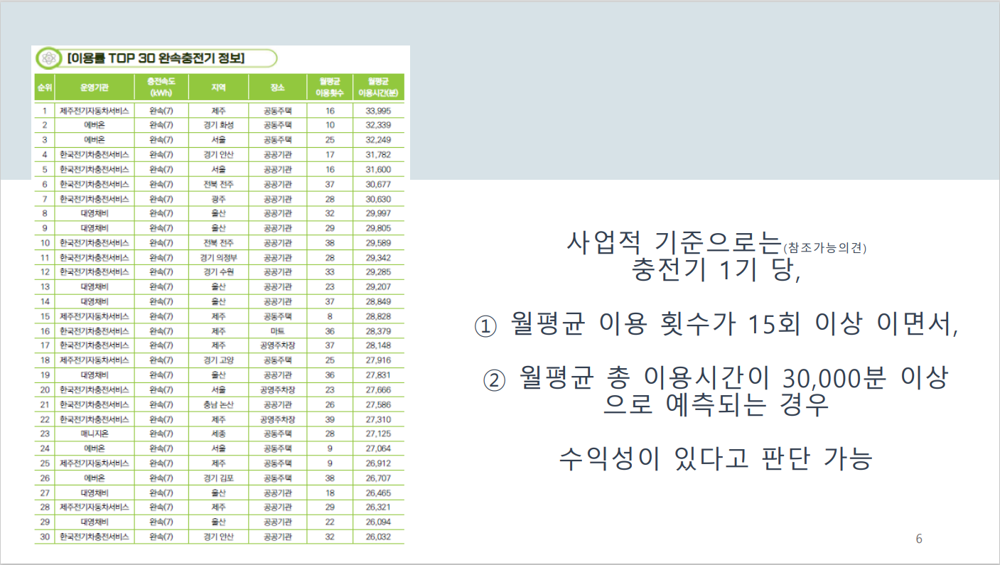 [이용률 TOP 30 완속충전기 정보]
순위 운영기관 충전속도 (kWh) 지역 장소 월평균 이용횟수 월평균 이용시간(분)
1 제주전기자동차서비스 완속(7) 제주 공동주택 16 33,995
2 에버온 완속(7) 경기 화성 공동주택 10 32,339
3 에버온 완속(7) 서울 공동주택 25 32,249
4 한국전기차충전서비스 완속(7) 경기 안산 공공기관 17 31,782
5 한국전기차충전서비스 완속(7) 서울 공공기관 16 31,600
6 한국전기차충전서비스 완속(7) 전북 전주 공공기관 37 30,677
7 한국전기차충전서비스 완속(7) 광주 공공기관 28 30,630
8 대영채비 완속(7) 울산 공공기관 32 29,997
9 대영채비 완속(7) 울산 공공기관 29 29,805
10 한국전기차충전서비스 완속(7) 전북 전주 공공기관 38 29,589
11 한국전기차충전서비스 완속(7) 경기 의정부 공공기관 28 29,342
12 한국전기차충전서비스 완속(7) 경기 수원 공공기관 33 29,285
13 대영채비 완속(7) 울산 공공기관 23 29,207
14 대영채비 완속(7) 울산 공공기관 37 28,849
15 제주전기자동차서비스 완속(7) 제주 공동주택 8 28,828
16 한국전기차충전서비스 완속(7) 제주 마트 36 28,379
17 한국전기차충전서비스 완속(7) 제주 공영주차장 37 28,148
18 제주전기자동차서비스 완속(7) 경기 고양 공동주택 25 27,916
19 대영채비 완속(7) 울산 공공기관 36 27,831
20 한국전기차충전서비스 완속(7) 서울 공영주차장 23 27,666
21 한국전기차충전서비스 완속(7) 충남 논산 공공기관 26 27,586
22 한국전기차충전서비스 완속(7) 제주 공영주차장 39 27,310
23 매니지온 완속(7) 세종 공동주택 28 27,125
24 에버온 완속(7) 서울 공동주택 9 27,064
25 제주전기자동차서비스 완속(7) 제주 공동주택 9 26,912
26 에버온 완속(7) 경기 김포 공동주택 38 26,707
27 대영채비 완속(7) 울산 공공기관 18 26,465
28 제주전기자동차서비스 완속(7) 제주 공공기관 29 26,321
29 대영채비 완속(7) 울산 공공기관 22 26,094
30 한국전기차충전서비스 완속(7) 경기 안산 공공기관 32 26,032
사업적 기준으로는(참조가능의견)
충전기 1기 당,
① 월평균 이용 횟수가 15회 이상 이면서,
② 월평균 총 이용시간이 30,000분 이상
으로 예측되는 경우
수익성이 있다고 판단 가능
6